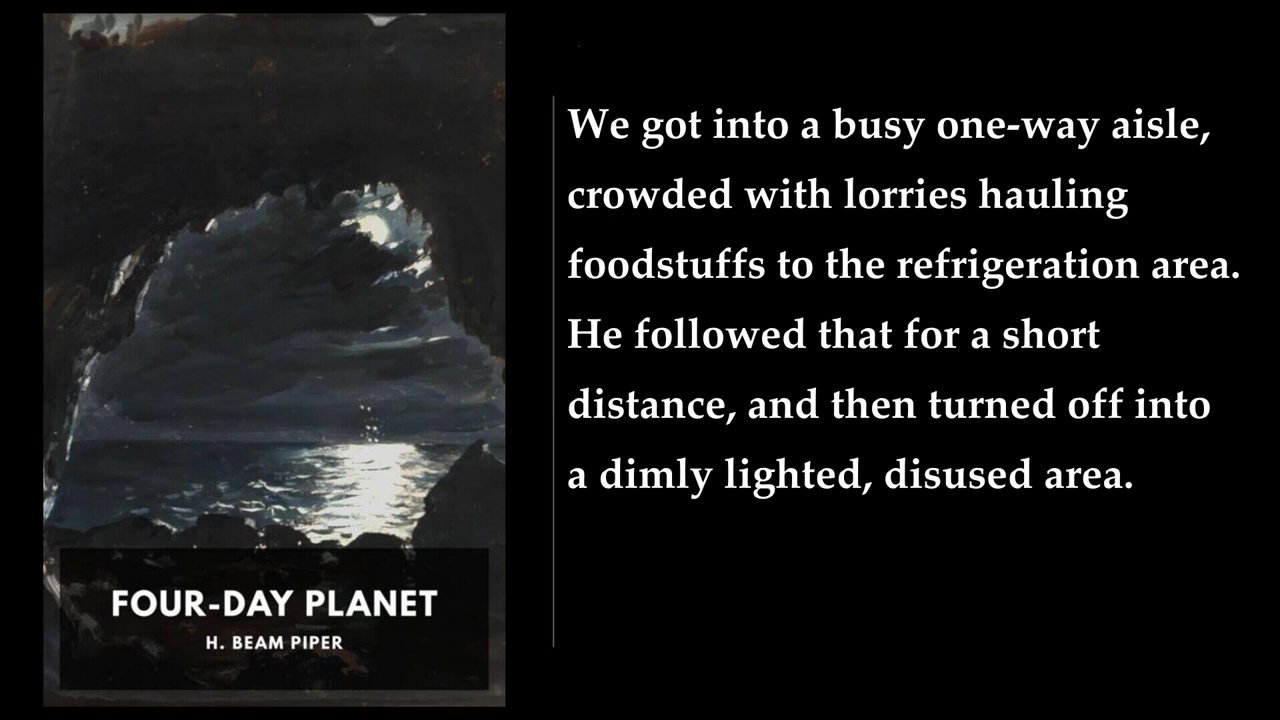 FOUR-DAY PLANET
H. BEAM PIPER
We got into a busy one-way aisle,
crowded with lorries hauling
foodstuffs to the refrigeration area.
He followed that for a short
distance, and then turned off into
a dimly lighted, disused area.